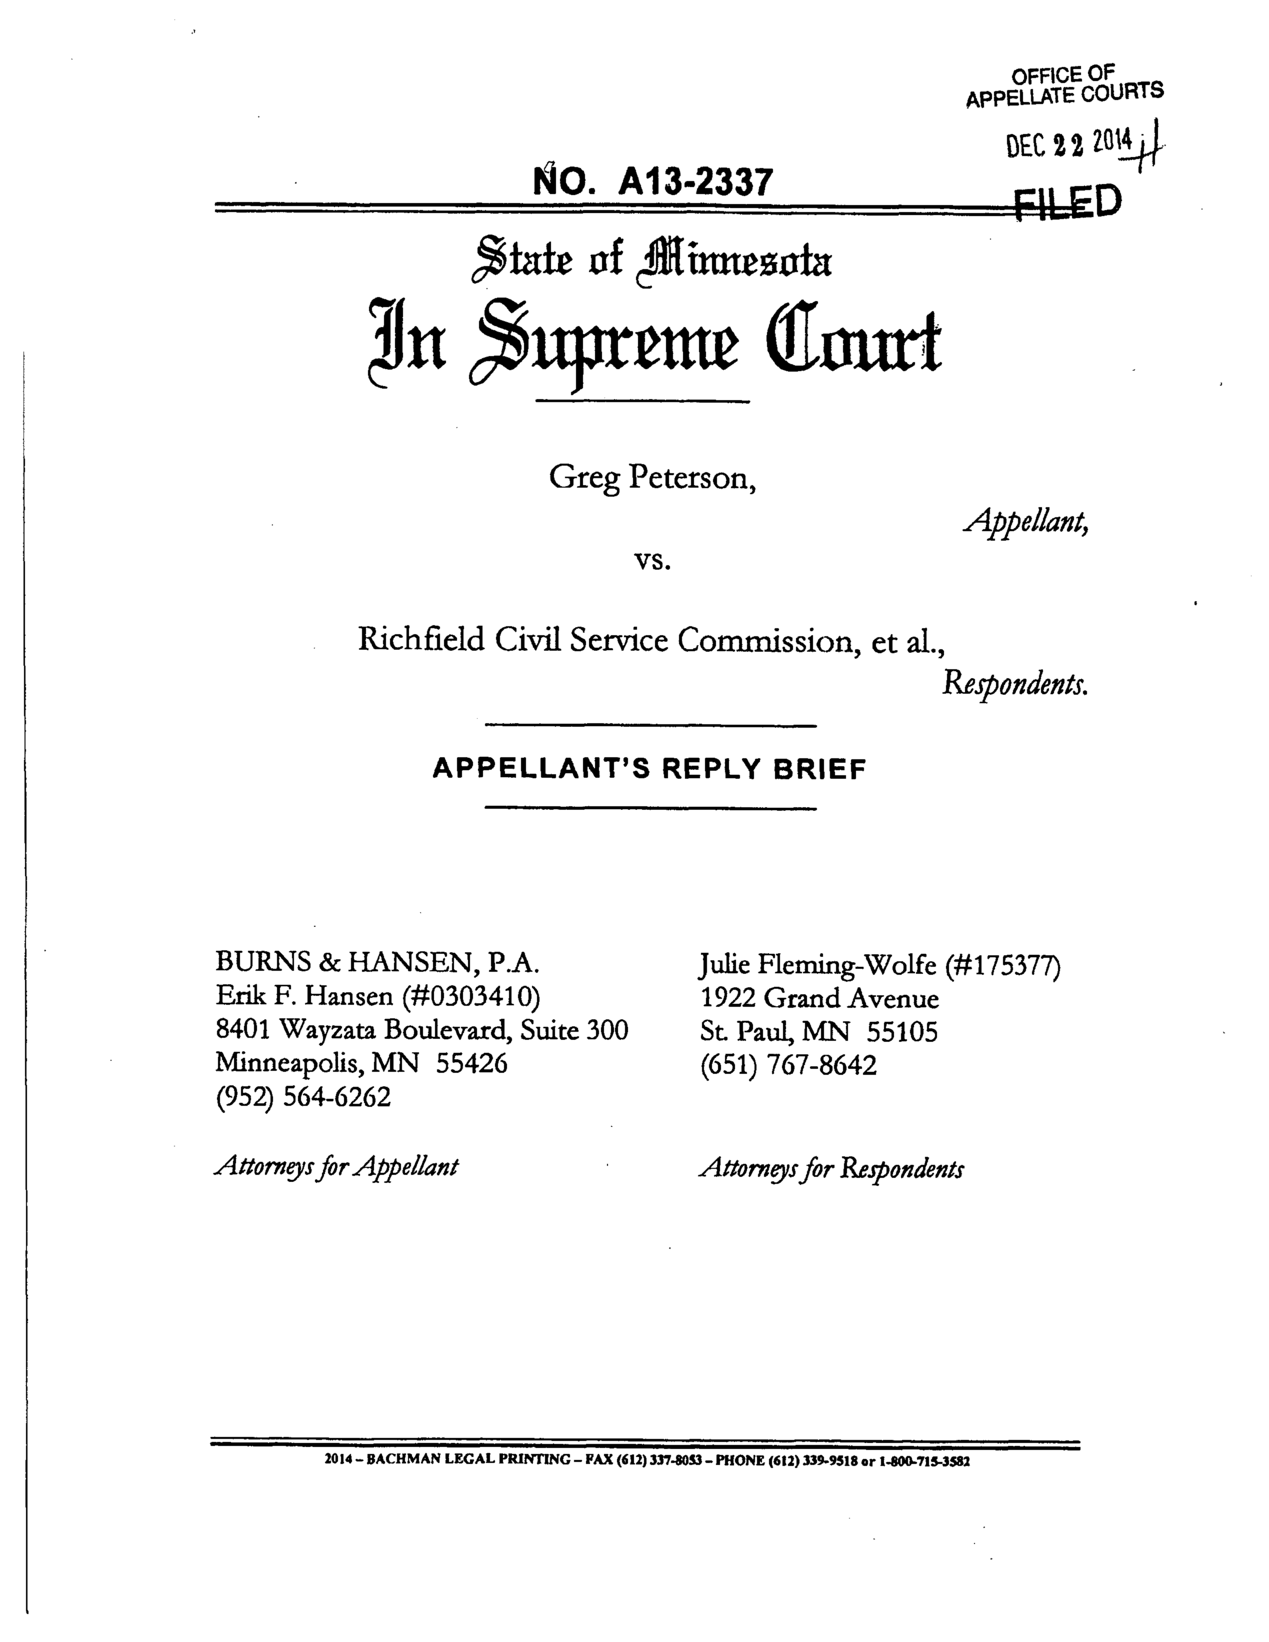 OFFICE OF
APPELLATE COURTS
DEC 22 2014
FILED
NO. A13-2337
State of Minnesota
In Supreme Court
Greg Peterson,
Appellant,
vs.
Richfield Civil Service Commission, et al.,
Respondents.
APPELLANT'S REPLY BRIEF
BURNS & HANSEN, P.A.
Erik F. Hansen (#0303410)
8401 Wayzata Boulevard, Suite 300
Minneapolis, MN 55426
(952) 564-6262
Attorneys for Appellant
Julie Fleming-Wolfe (#175377)
1922 Grand Avenue
St. Paul, MN 55105
(651) 767-8642
Attorneys for Respondents
2014 – BACHMAN LEGAL PRINTING – FAX (612) 337-8053 – PHONE (612) 339-9518 or 1-800-715-3582